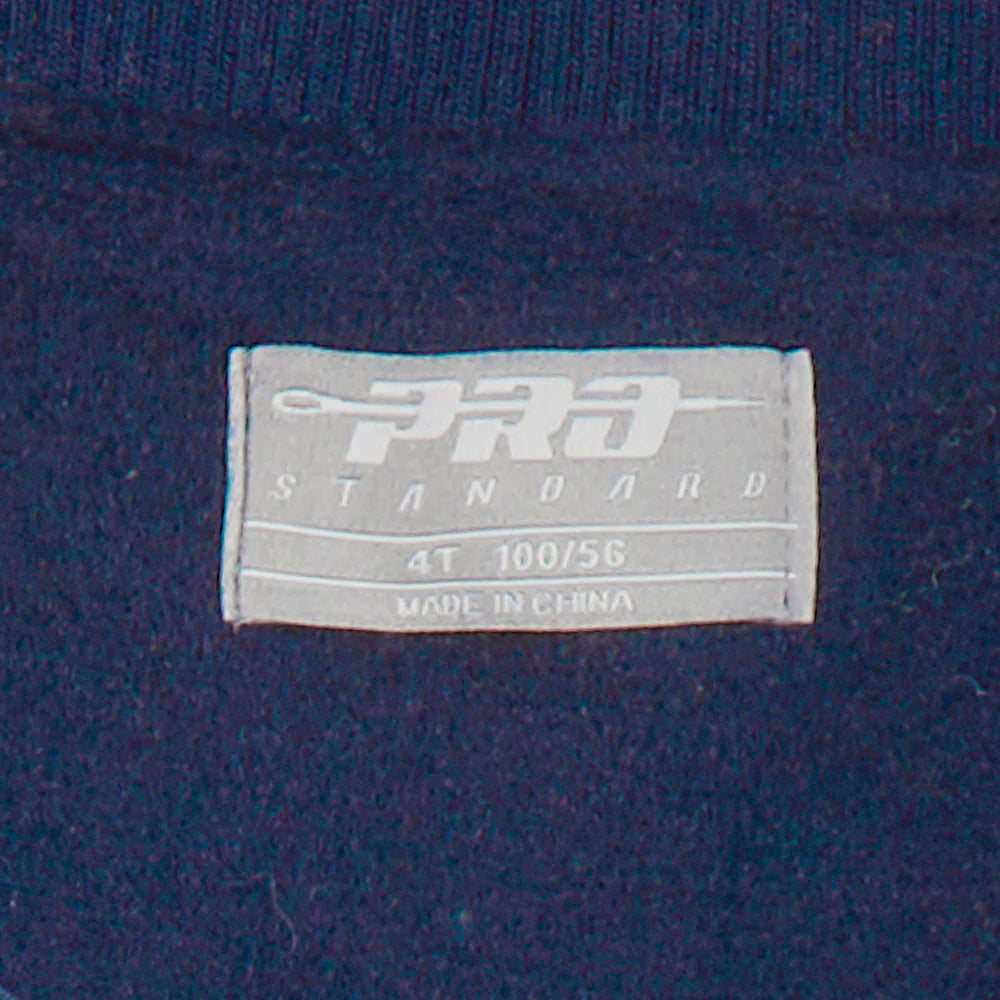 PRO
STANDARD
4T 100/56
MADE IN CHINA